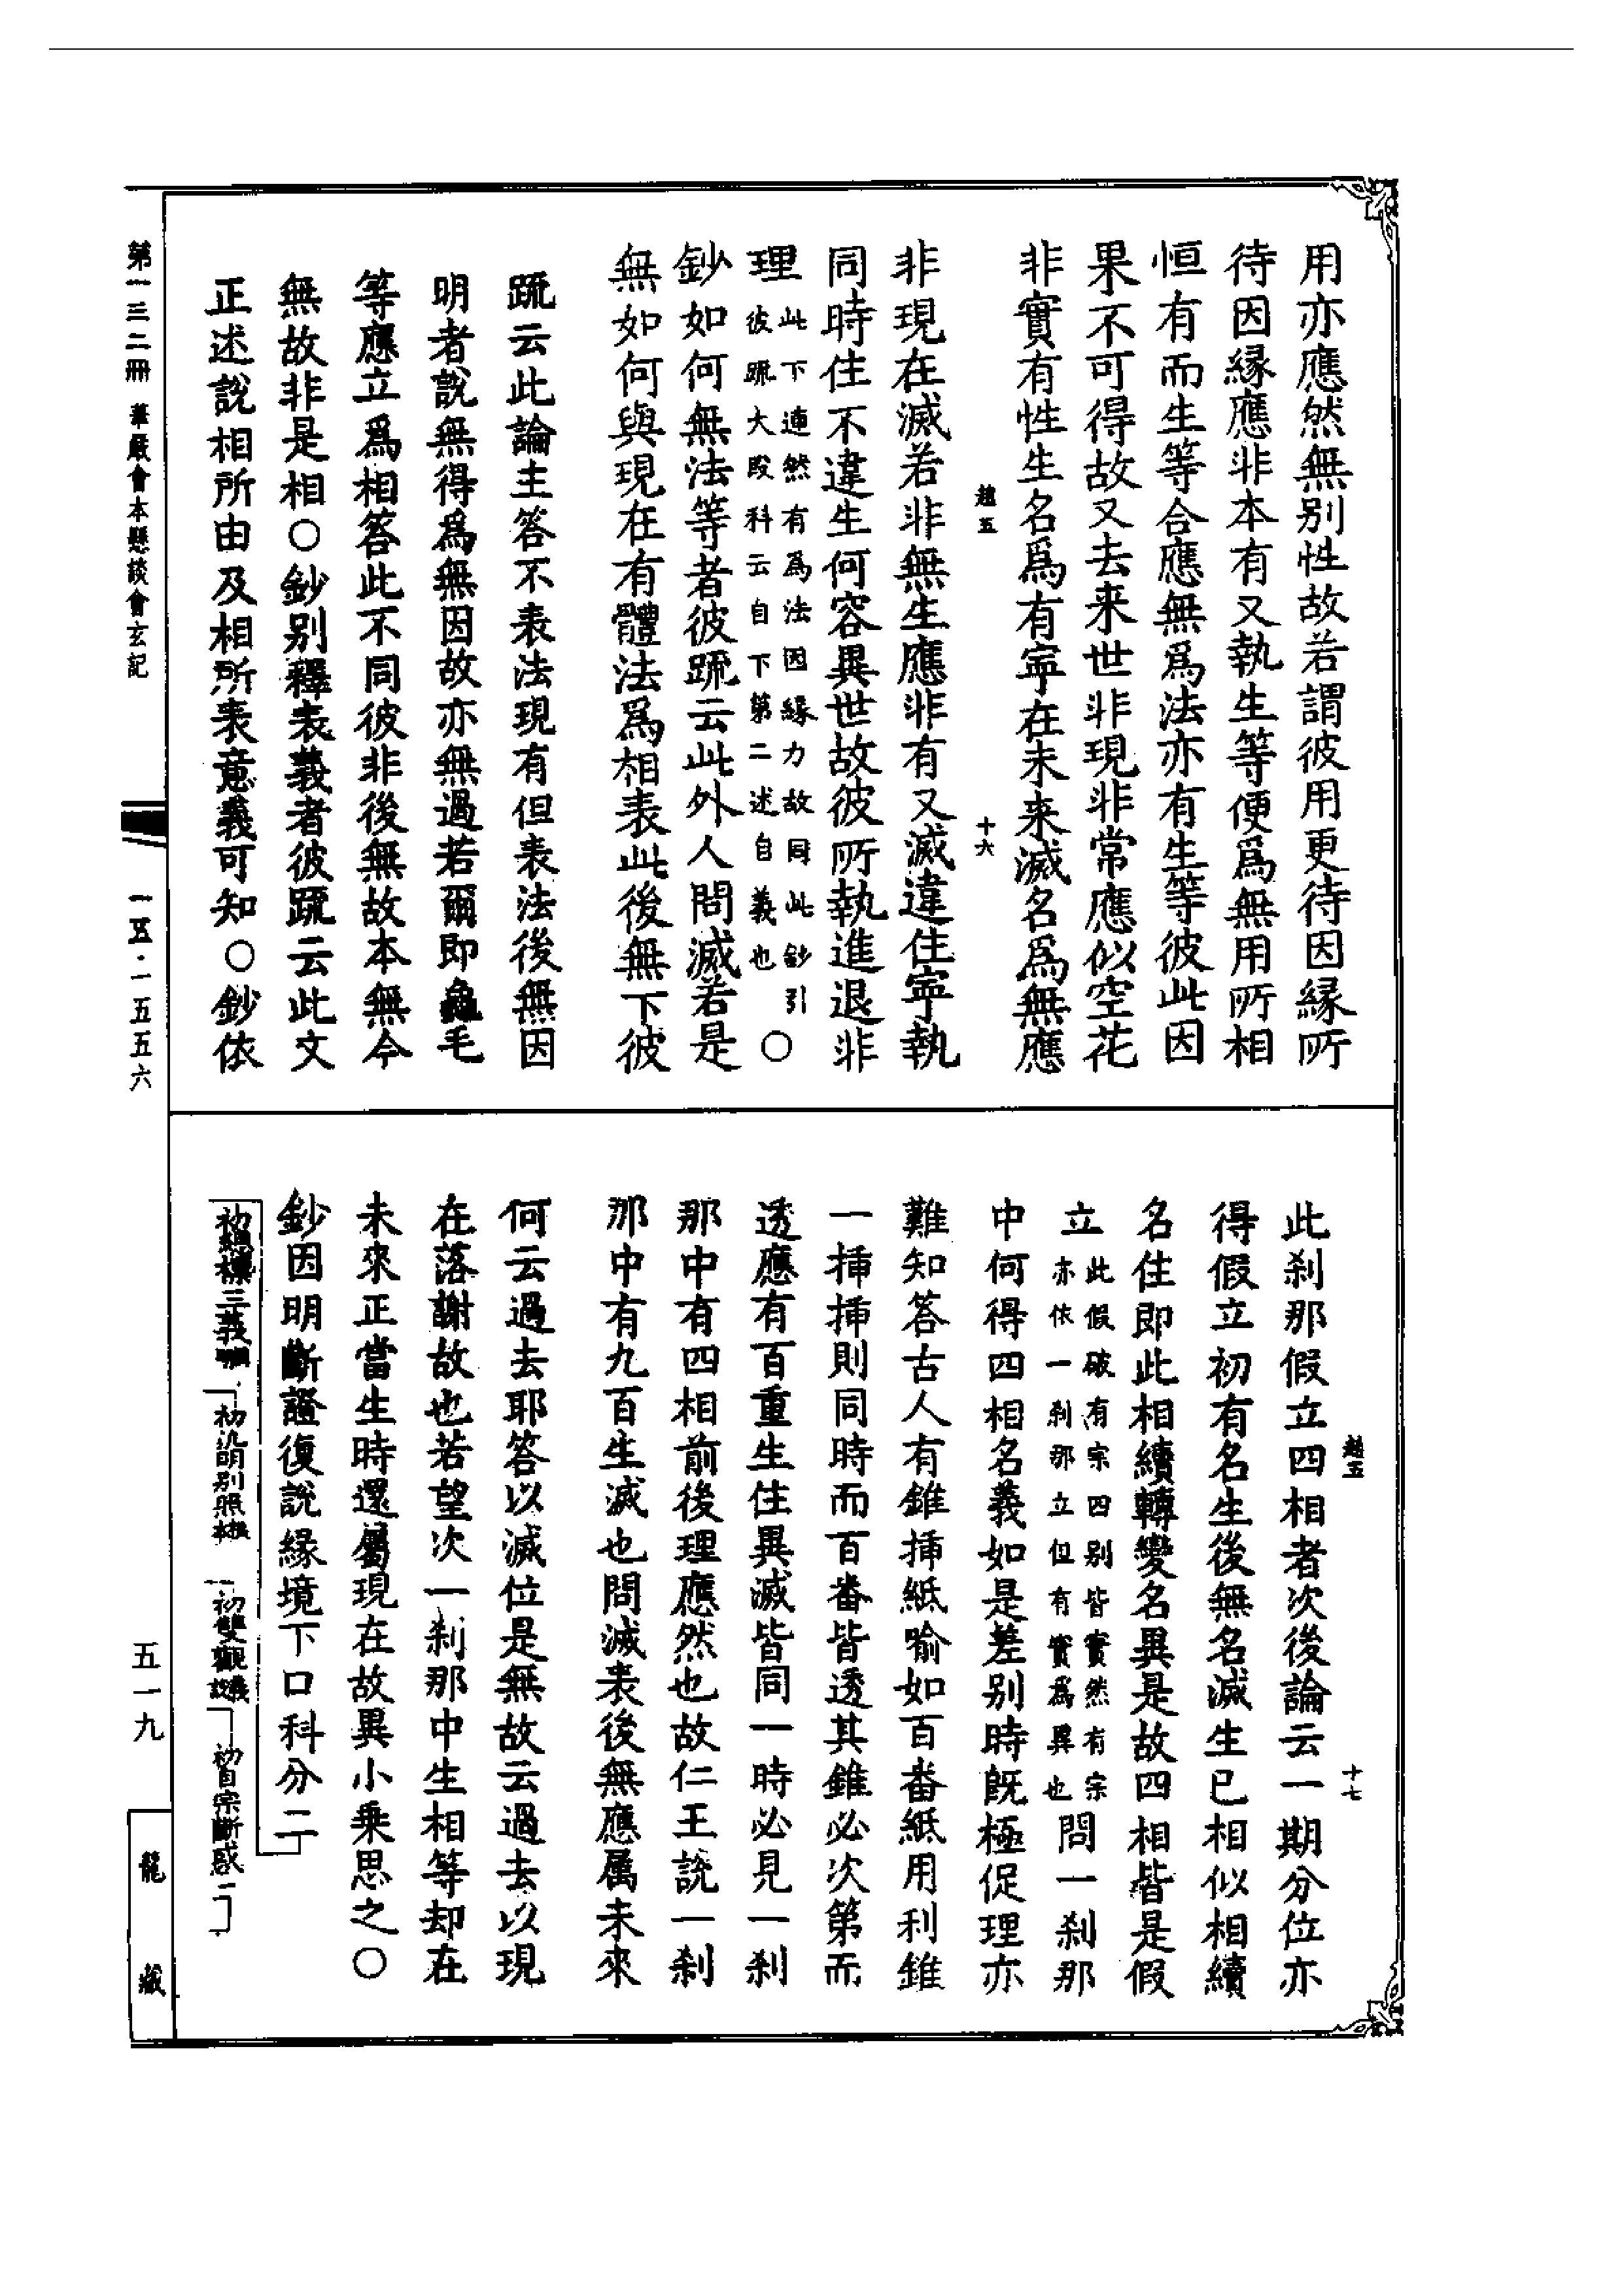 用亦應然無別性故若謂彼用更待因緣所
待因緣應非本有又執生等便爲無用所相
恒有而生等合應無爲法亦有生等彼此因
果不可得故又去来世非現非常應似空花
非實有性生名爲有寧在未来滅名爲無應
趙五　十六
非現在滅若非無生應非有又滅違住寧執
同時住不違生何容異世故彼所執進退非
理此下連然有爲法因緣力故同此鈔引
彼䟽大段科云自下第二述自義也○
鈔如何無法等者彼䟽云此外人問滅若是
無如何與現在有體法爲相表此後無下彼
䟽云此論主答不表法現有但表法後無因
明者說無得爲無因故亦無過若爾即龜毛
等應立爲相答此不同彼非後無故本無今
無故非是相○鈔別釋表義者彼䟽云此文
正述說相所由及相所表意義可知○鈔依
第一三二冊　華嚴會本懸談會玄記　一五·一五五六
趙五　十七
此刹那假立四相者次後論云一期分位亦
得假立初有名生後無名滅生已相似相續
名住即此相續轉變名異是故四相皆是假
立此假破有宗四別皆實然有宗
亦依一刹那立但有實爲異也問一刹那
中何得四相名義如是差別時既極促理亦
難知答古人有錐揷紙喻如百番紙用利錐
一揷揷則同時而百番皆透其錐必次第而
透應有百重生住異滅皆同一時必見一刹
那中有四相前後理應然也故仁王說一刹
那中有九百生滅也問滅表後無應属未來
何云過去耶答以滅位是無故云過去以現
在落謝故也若望次一刹那中生相等却在
未來正當生時還屬現在故異小乗思之○
鈔因明斷證復說緣境下口科分二
初總標三義
初汎明別照
初雙觀
初自宗斷惑二
五一九
龍藏